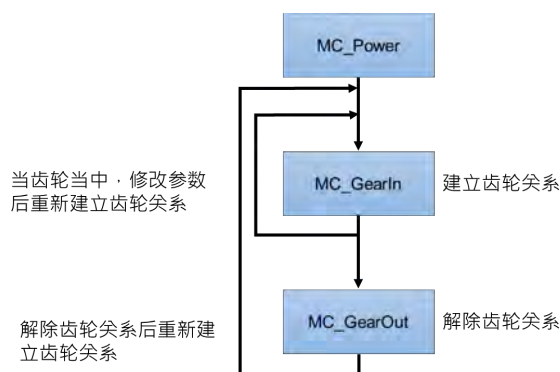 MC_Power
当齿轮当中·修改参数
后重新建立齿轮关系
MC_GearIn
建立齿轮关系
解除齿轮关系后重新建
立齿轮关系
MC_GearOut
解除齿轮关系